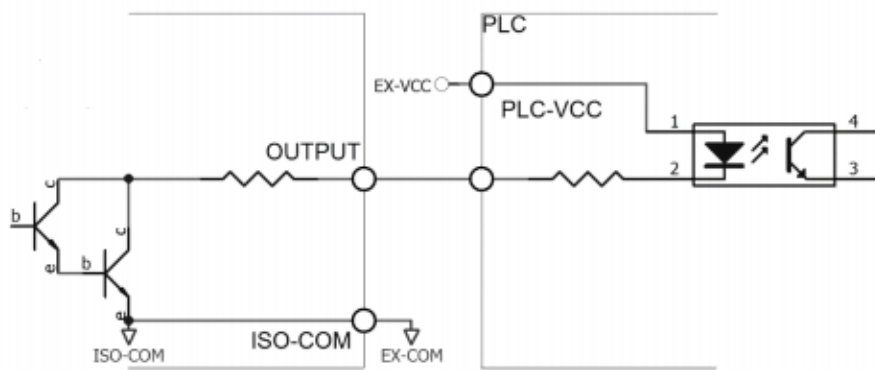 PLC
EX-VCC
PLC-VCC
1
4
OUTPUT
2
3
c
b
c
e
b
e
ISO-COM
ISO-COM
EX-COM